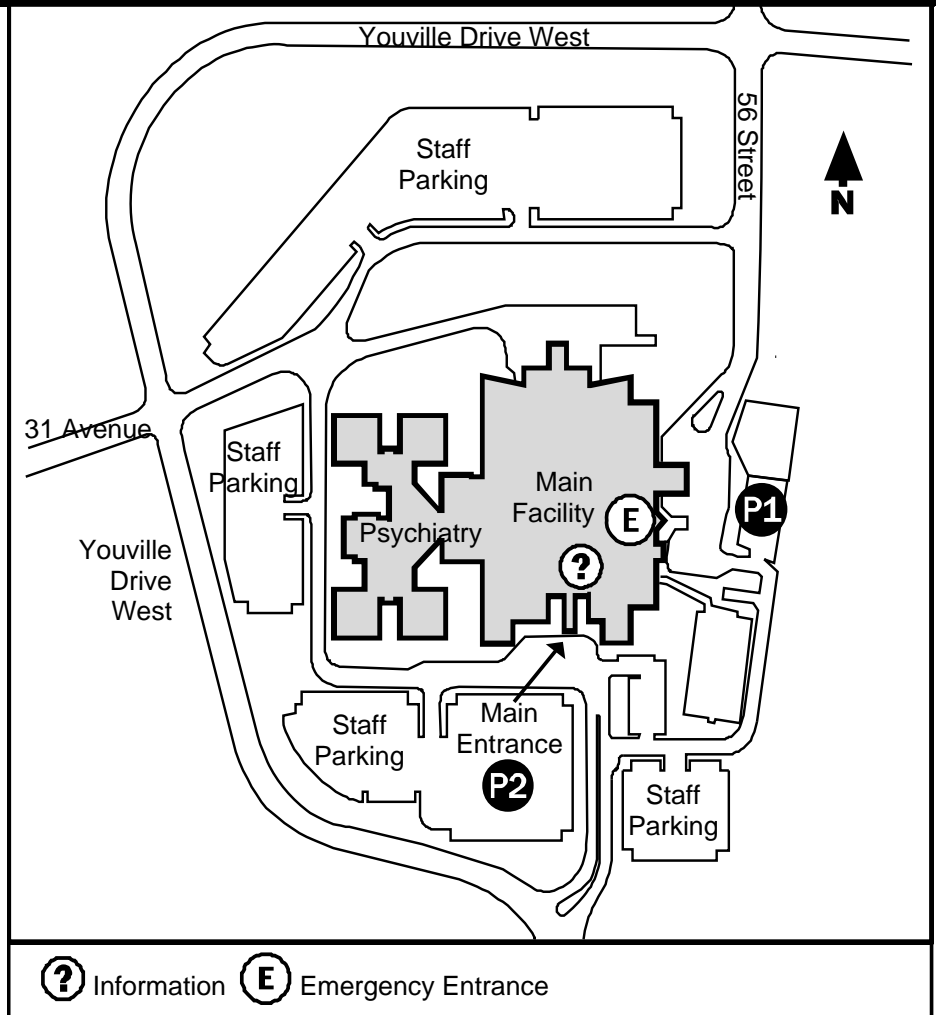 Youville Drive West
56 Street
Staff
Parking
N
31 Avenue
Staff
Parking
Main
Facility
E
P1
Psychiatry
?
Youville
Drive
West
Staff
Parking
Main
Entrance
P2
Staff
Parking
? Information E Emergency Entrance